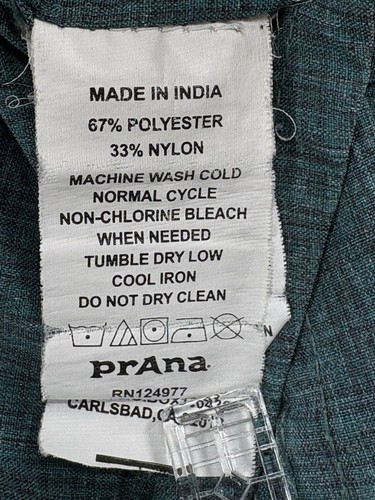 MADE IN INDIA
67% POLYESTER
33% NYLON
MACHINE WASH COLD
NORMAL CYCLE
NON-CHLORINE BLEACH
WHEN NEEDED
TUMBLE DRY LOW
COOL IRON
DO NOT DRY CLEAN
N
prAna
RN124977
CARLSBAD, CA